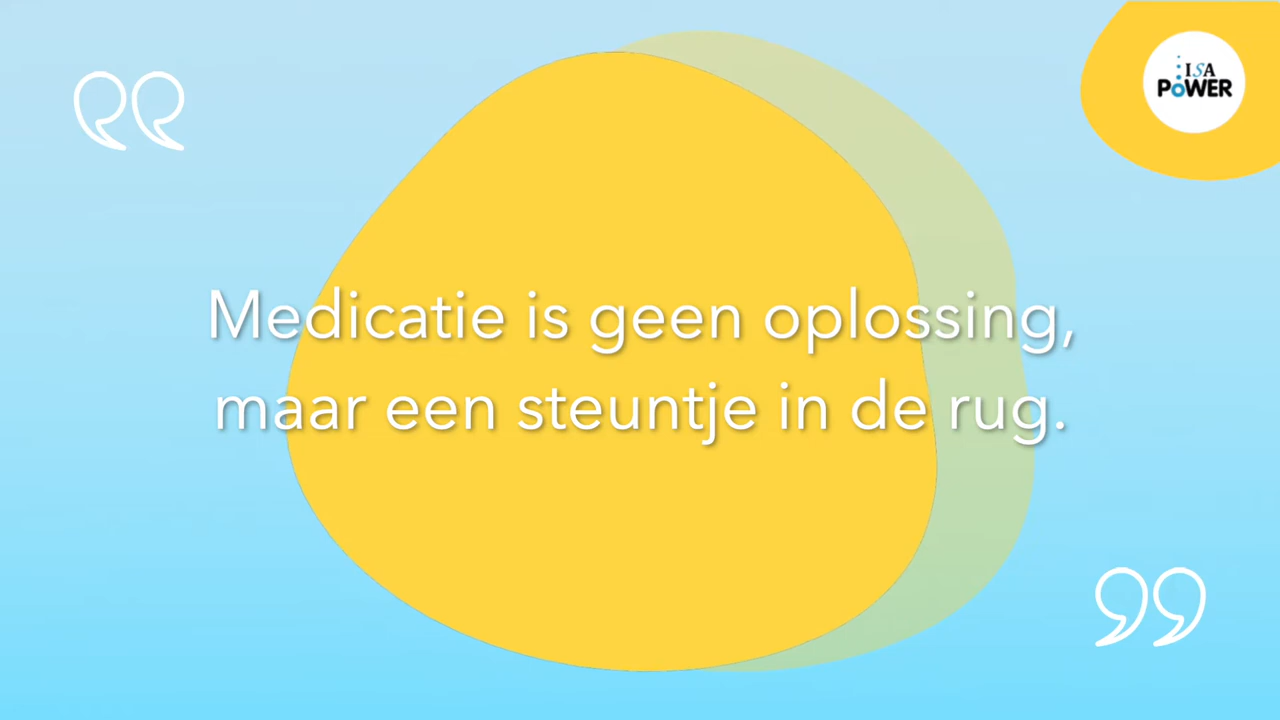 ISA
POWER
Medicatie is geen oplossing,
maar een steuntje in de rug.